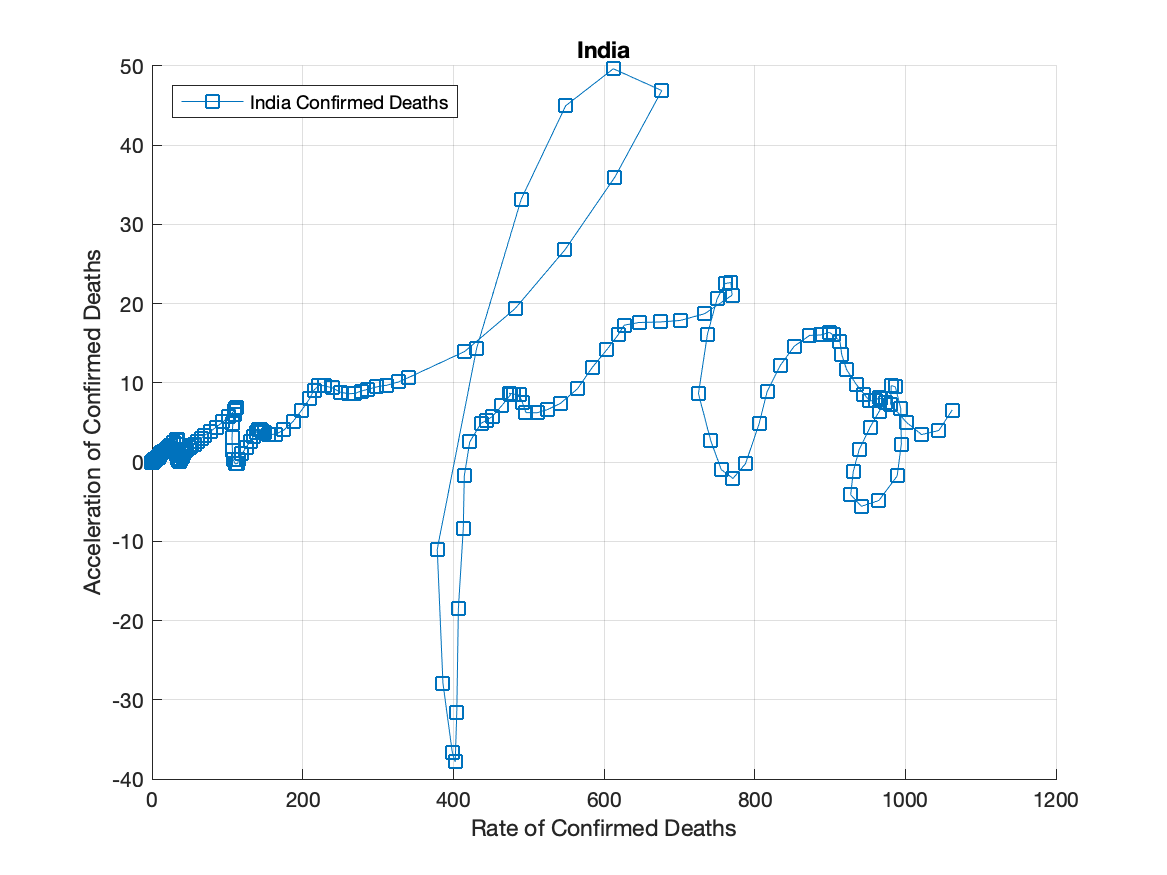 India
50
40
30
20
10
0
-10
-20
-30
-40
India Confirmed Deaths
Acceleration of Confirmed Deaths
0 200 400 600 800 1000 1200
Rate of Confirmed Deaths